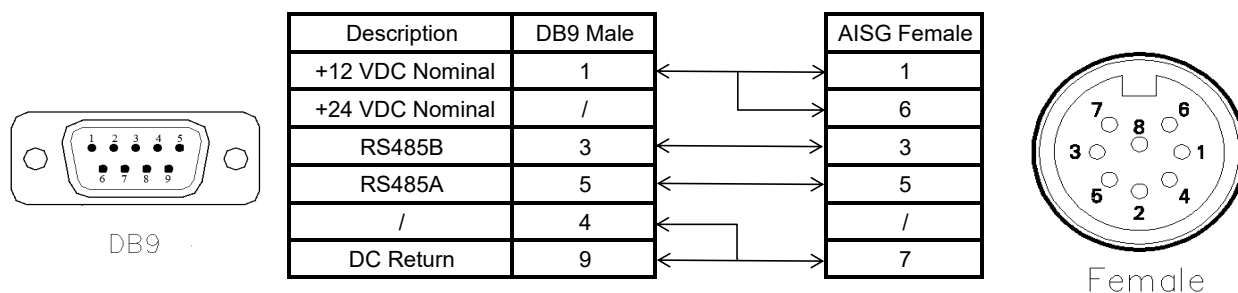 Description DB9 Male AISG Female
+12 VDC Nominal 1 1
+24 VDC Nominal / 6
RS485B 3 3
RS485A 5 5
/ 4 /
DC Return 9 7
1 2 3 4 5
6 7 8 9
DB9
7 6
8
3 1
5 4
2
Female